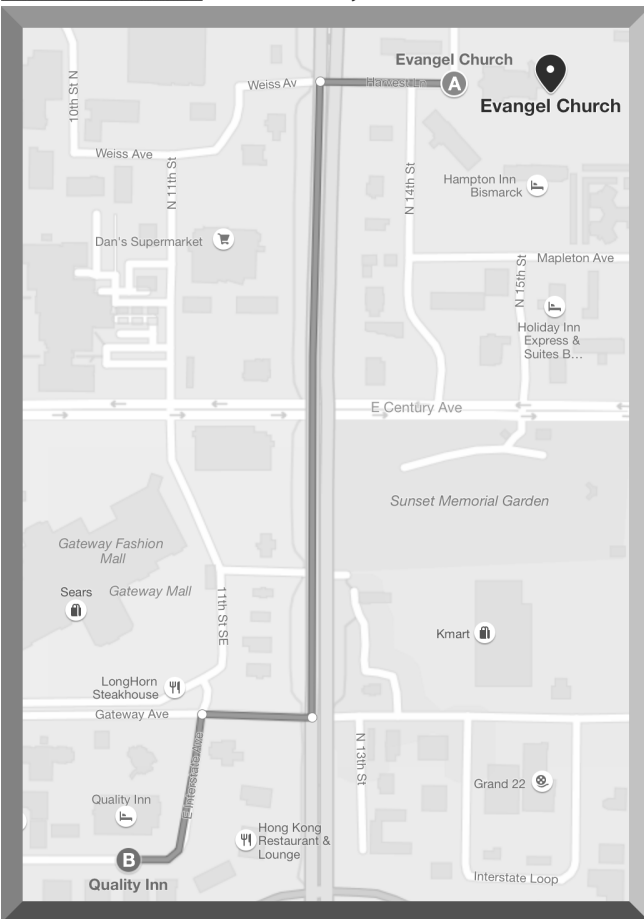 Evangel Church
A
Evangel Church
Weiss Av
Harvest Ln
10th St N
Weiss Ave
N 11th St
N 14th St
Hampton Inn
Bismarck
Dan's Supermarket
Mapleton Ave
N 15th St
Holiday Inn
Express &
Suites B...
E Century Ave
Sunset Memorial Garden
Gateway Fashion
Mall
Sears
Gateway Mall
11th St SE
Kmart
LongHorn
Steakhouse
Gateway Ave
N 13th St
E Interstate Ave
Grand 22
Quality Inn
Hong Kong
Restaurant &
Lounge
B
Quality Inn
Interstate Loop